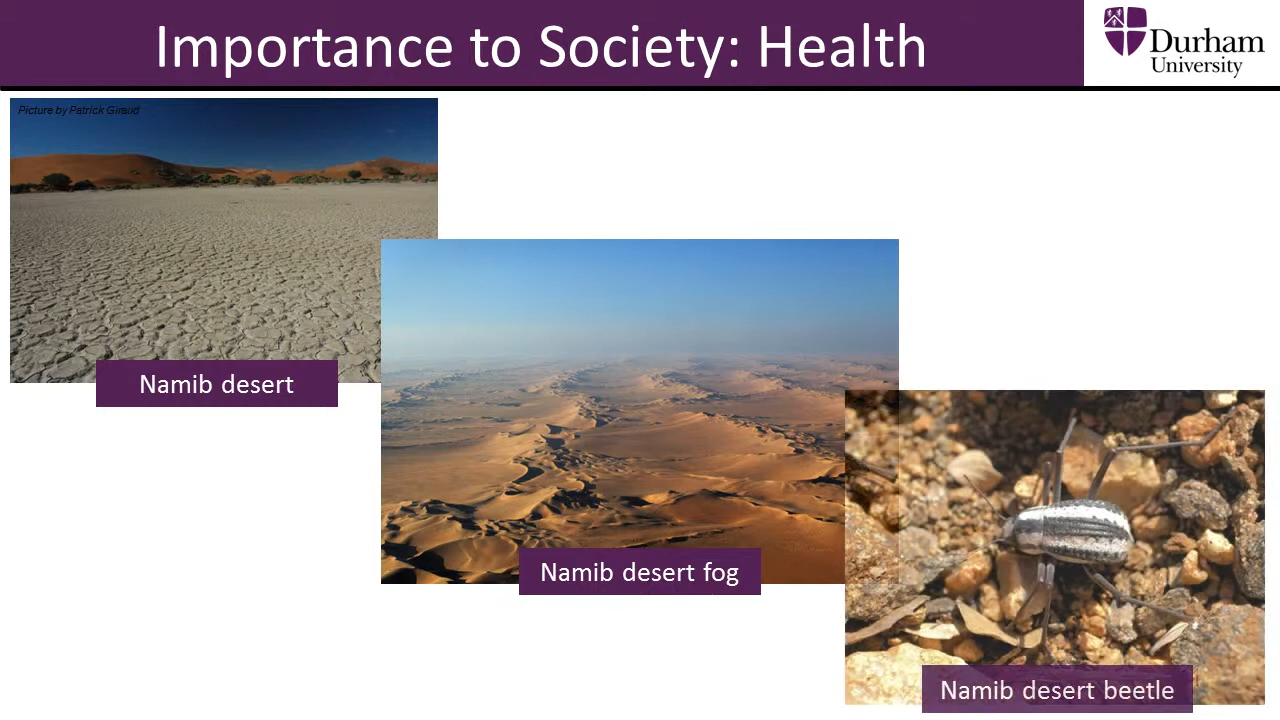 Importance to Society: Health
Durham
University
Picture by Patrick Giraud
Namib desert
Namib desert fog
Namib desert beetle